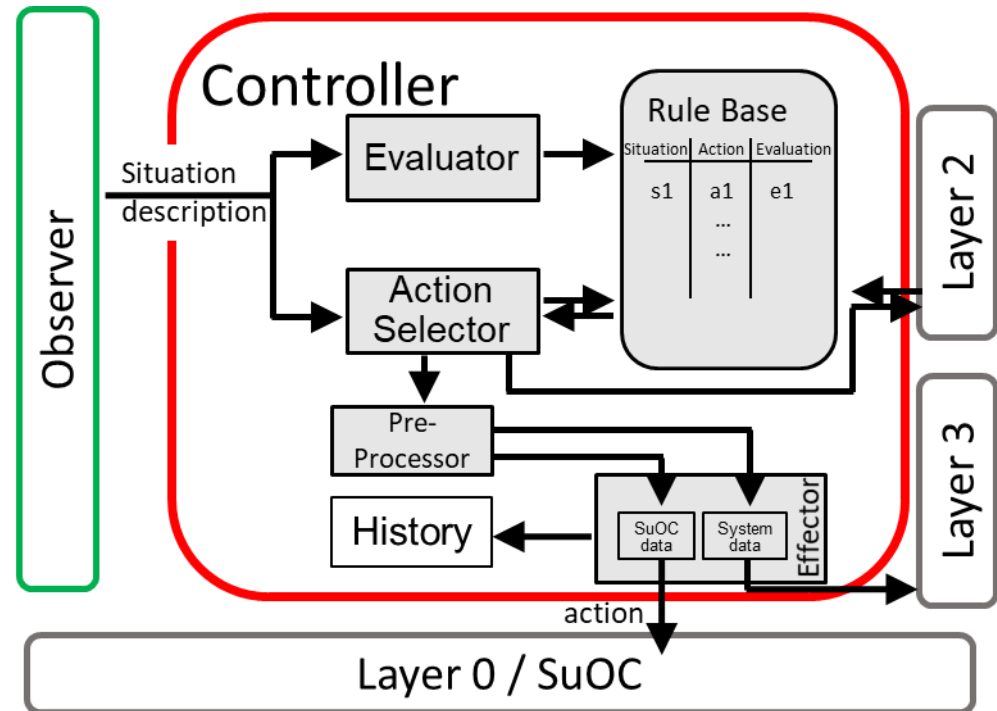 Controller
Observer
Situation
description
Evaluator
Rule Base
Situation Action Evaluation
s1 a1 e1
...
...
Action
Selector
Layer 2
Pre-
Processor
History
SuOC
data
System
data
Effector
Layer 3
action
Layer 0 / SuOC